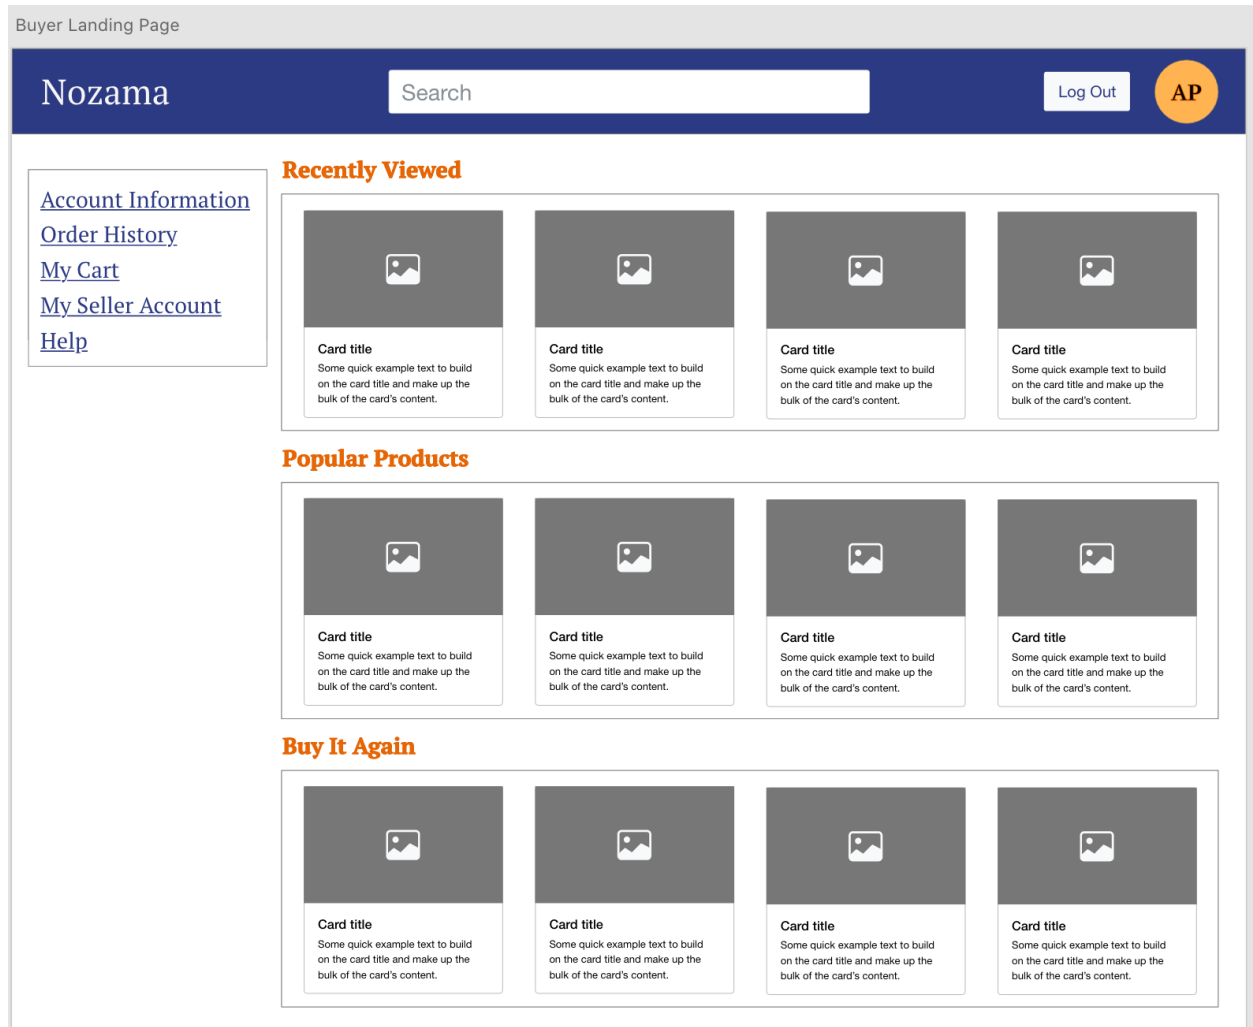 Buyer Landing Page
Nozama
Search
Log Out
AP
Account Information
Order History
My Cart
My Seller Account
Help
Recently Viewed
Card title
Some quick example text to build
on the card title and make up the
bulk of the card's content.
Card title
Some quick example text to build
on the card title and make up the
bulk of the card's content.
Card title
Some quick example text to build
on the card title and make up the
bulk of the card's content.
Card title
Some quick example text to build
on the card title and make up the
bulk of the card's content.
Popular Products
Card title
Some quick example text to build
on the card title and make up the
bulk of the card's content.
Card title
Some quick example text to build
on the card title and make up the
bulk of the card's content.
Card title
Some quick example text to build
on the card title and make up the
bulk of the card's content.
Card title
Some quick example text to build
on the card title and make up the
bulk of the card's content.
Buy It Again
Card title
Some quick example text to build
on the card title and make up the
bulk of the card's content.
Card title
Some quick example text to build
on the card title and make up the
bulk of the card's content.
Card title
Some quick example text to build
on the card title and make up the
bulk of the card's content.
Card title
Some quick example text to build
on the card title and make up the
bulk of the card's content.